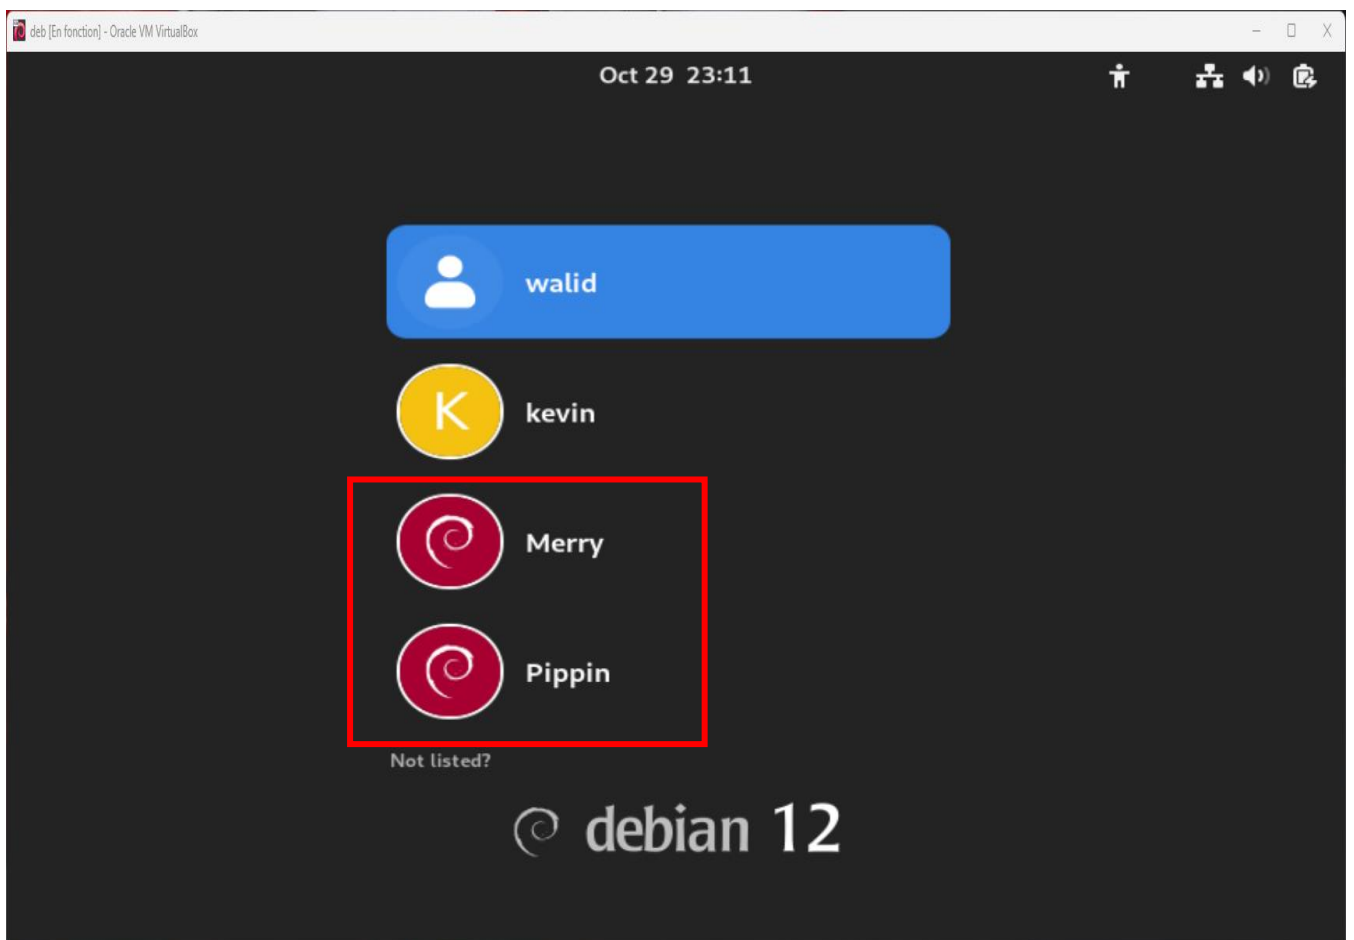 deb [En fonction] - Oracle VM VirtualBox
Oct 29 23:11
walid
K
kevin
Merry
Pippin
Not listed?
debian 12